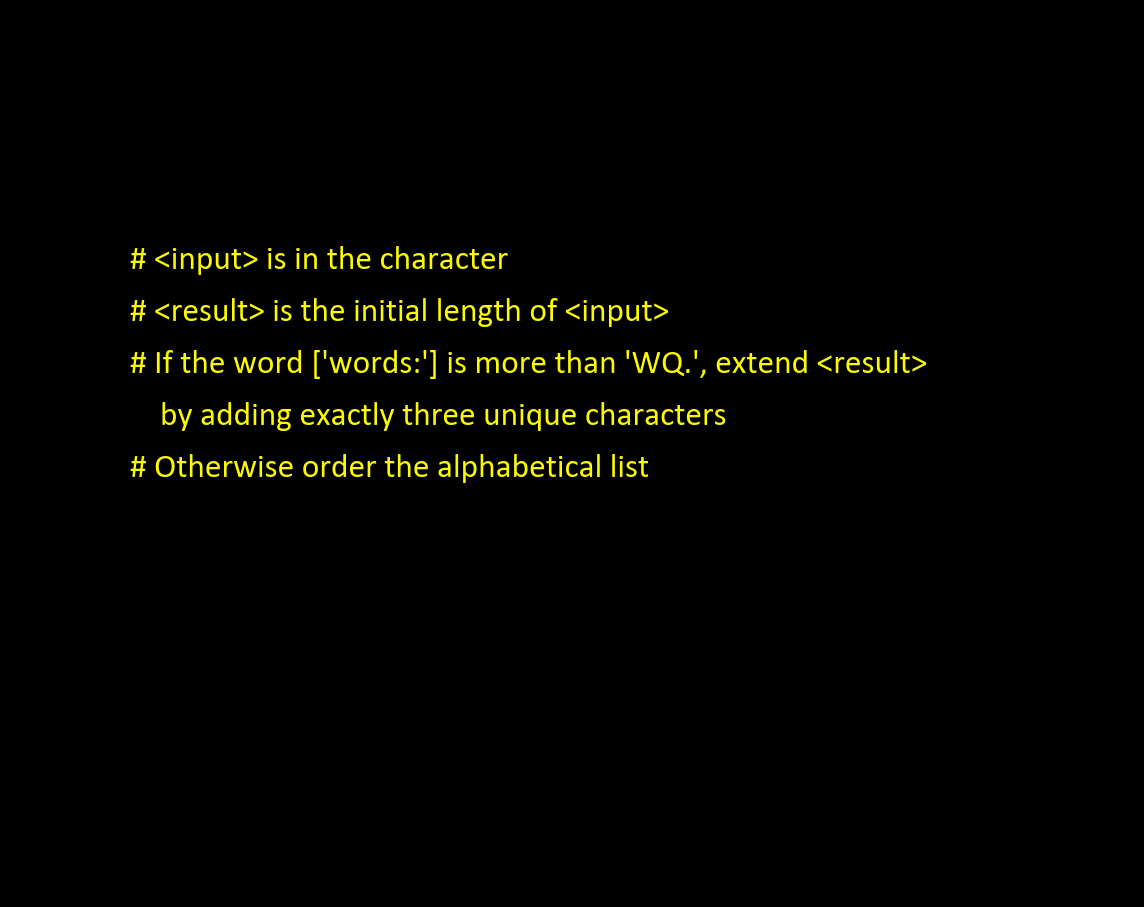 # <input> is in the character
# <result> is the initial length of <input>
# If the word ['words:'] is more than 'WQ.', extend <result>
by adding exactly three unique characters
# Otherwise order the alphabetical list